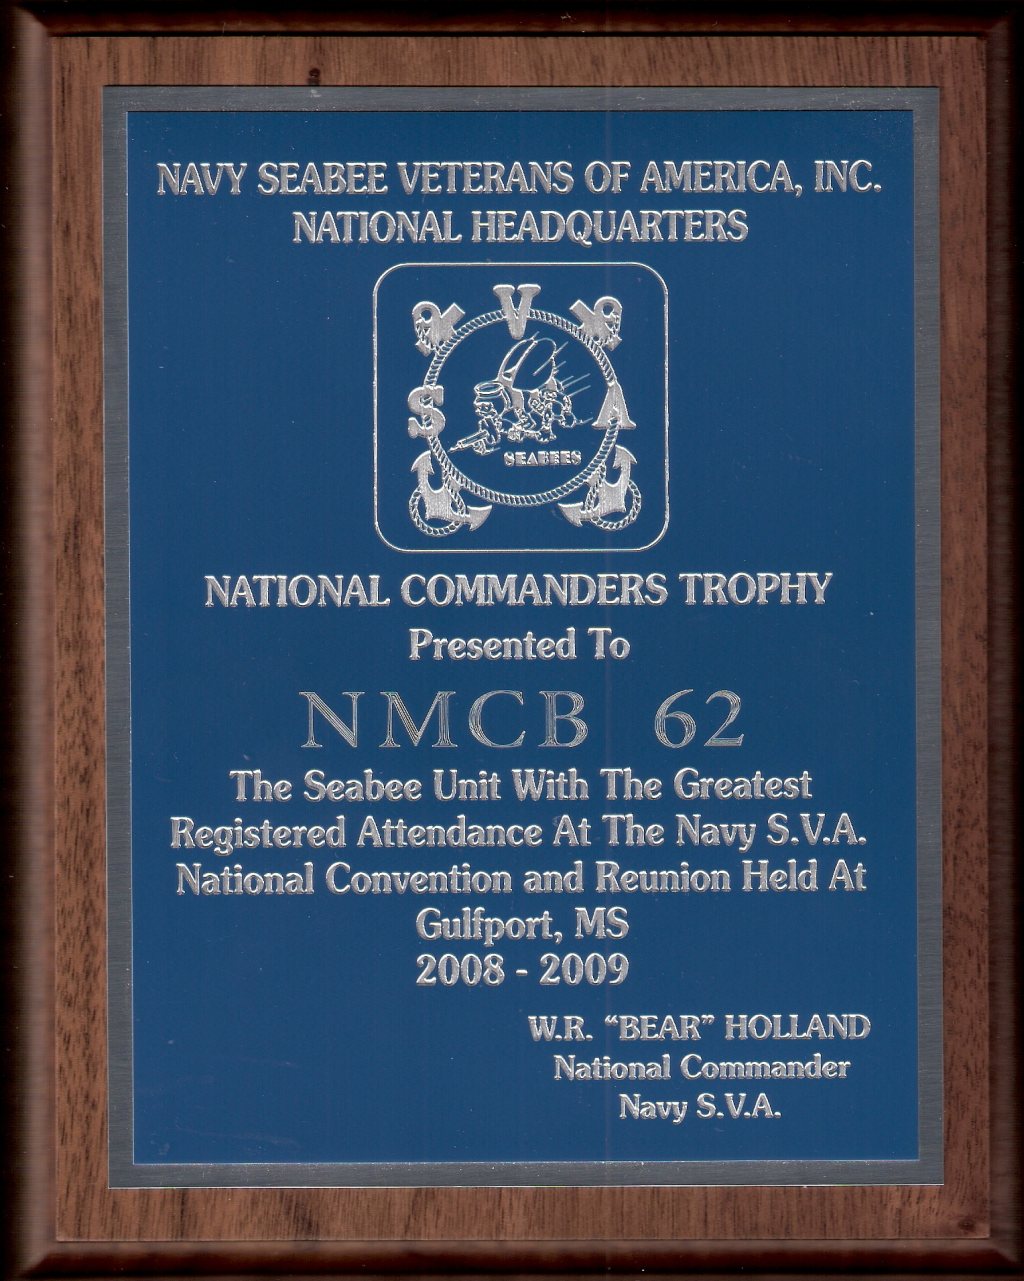 NAVY SEABEE VETERANS OF AMERICA, INC.
NATIONAL HEADQUARTERS
V
S A
SEABEES
NATIONAL COMMANDERS TROPHY
Presented To
NMCB 62
The Seabee Unit With The Greatest
Registered Attendance At The Navy S.V.A.
National Convention and Reunion Held At
Gulfport, MS
2008 - 2009
W.R. "BEAR" HOLLAND
National Commander
Navy S.V.A.